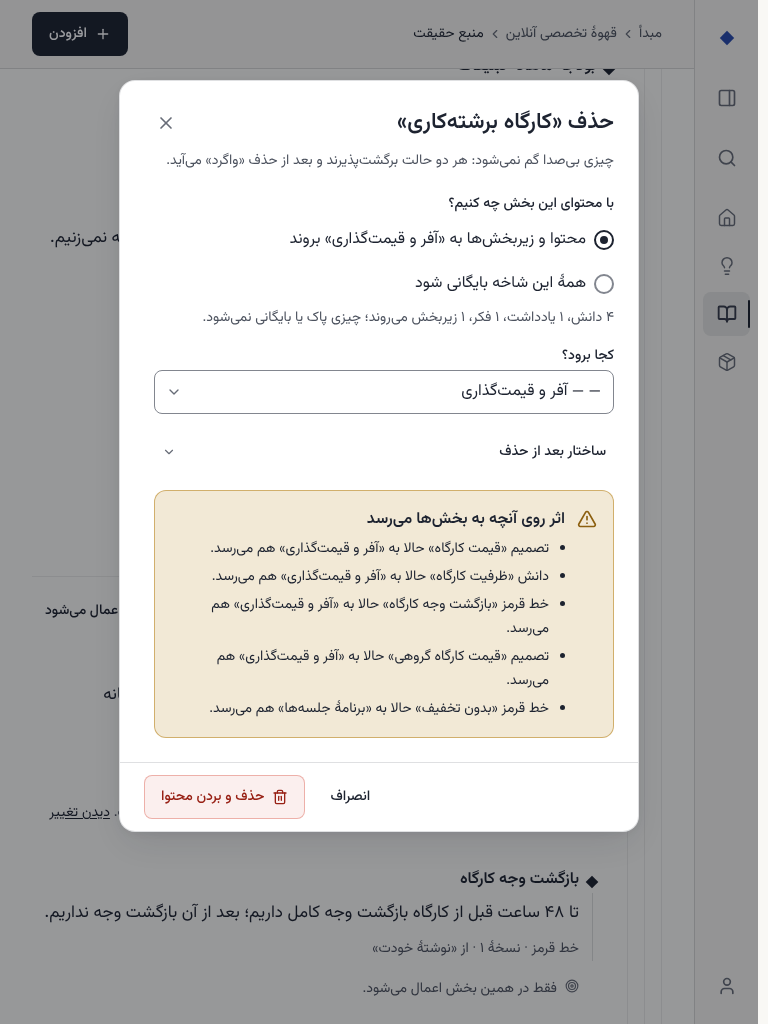 مبدأ › قهوهٔ تخصصی آنلاین › منبع حقیقت
افزودن
حذف «کارگاه برشته‌کاری»
چیزی بی‌صدا گم نمی‌شود: هر دو حالت برگشت‌پذیرند و بعد از حذف «واگرد» می‌آید.
با محتوای این بخش چه کنیم؟
محتوا و زیربخش‌ها به «آفر و قیمت‌گذاری» بروند
همهٔ این شاخه بایگانی شود
۴ دانش، ۱ یادداشت، ۱ فکر، ۱ زیربخش می‌روند؛ چیزی پاک یا بایگانی نمی‌شود.
کجا برود؟
— — آفر و قیمت‌گذاری
ساختار بعد از حذف
اثر روی آنچه به بخش‌ها می‌رسد
• تصمیم «قیمت کارگاه» حالا به «آفر و قیمت‌گذاری» هم می‌رسد.
• دانش «ظرفیت کارگاه» حالا به «آفر و قیمت‌گذاری» هم می‌رسد.
• خط قرمز «بازگشت وجه کارگاه» حالا به «آفر و قیمت‌گذاری» هم
می‌رسد.
• تصمیم «قیمت کارگاه گروهی» حالا به «آفر و قیمت‌گذاری» هم
می‌رسد.
• خط قرمز «بدون تخفیف» حالا به «برنامهٔ جلسه‌ها» هم می‌رسد.
انصراف
حذف و بردن محتوا
نمی‌زنیم.
اعمال می‌شود
دیدن تغییر
بازگشت وجه کارگاه
تا ۴۸ ساعت قبل از کارگاه بازگشت وجه کامل داریم؛ بعد از آن بازگشت وجه نداریم.
خط قرمز · نسخهٔ ۱ · از «نوشتهٔ خودت»
فقط در همین بخش اعمال می‌شود.